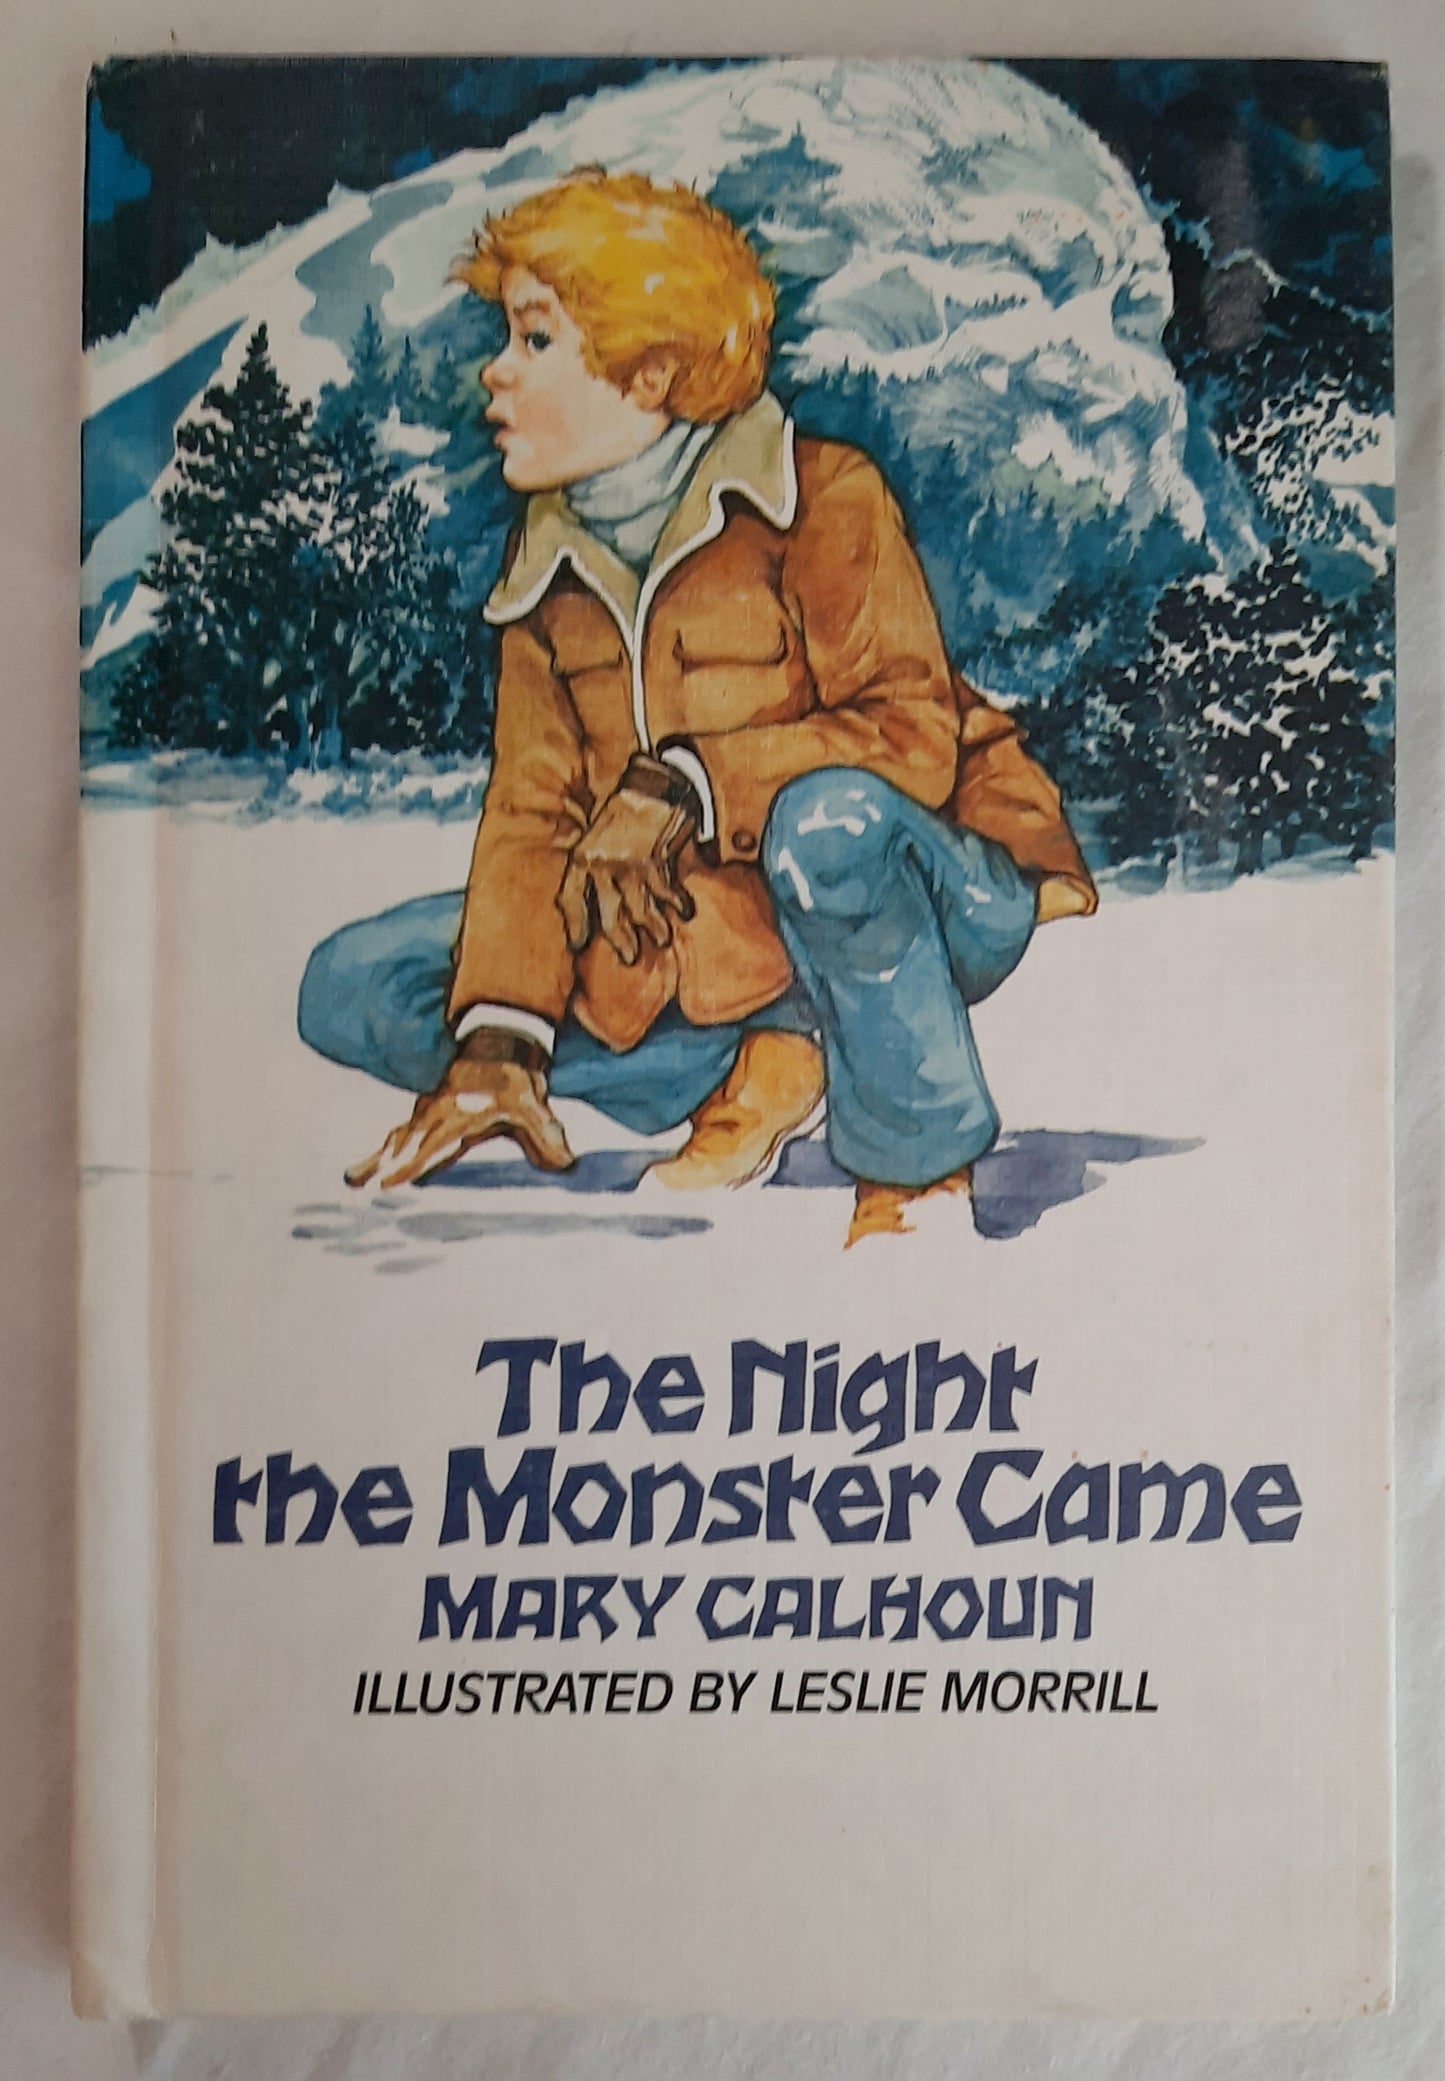 The Night
the Monster Came
MARY CALHOUN
ILLUSTRATED BY LESLIE MORRILL